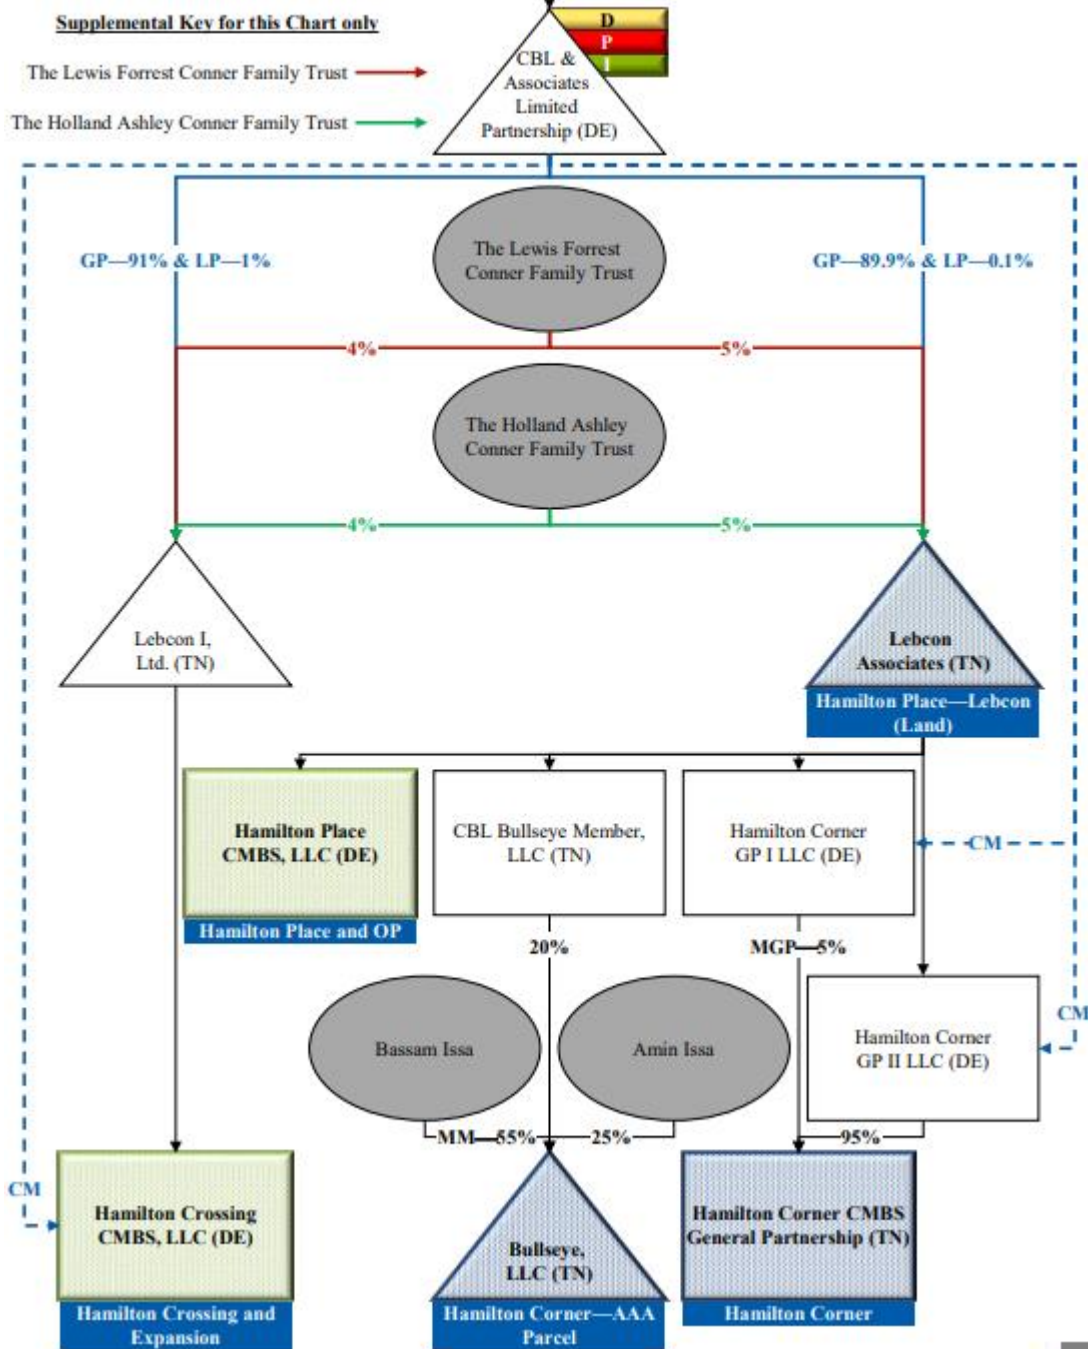 Supplemental Key for this Chart only
The Lewis Forrest Conner Family Trust
The Holland Ashley Conner Family Trust
D
P
I
CBL &
Associates
Limited
Partnership (DE)
GP—91% & LP—1%
The Lewis Forrest
Conner Family Trust
GP—89.9% & LP—0.1%
4%
5%
The Holland Ashley
Conner Family Trust
4%
5%
Lebcon I,
Ltd. (TN)
Lebcon
Associates (TN)
Hamilton Place—Lebcon
(Land)
Hamilton Place
CMBS, LLC (DE)
Hamilton Place and OP
CBL Bullseye Member,
LLC (TN)
Hamilton Corner
GP I LLC (DE)
CM
20%
MGP—5%
Bassam Issa
Amin Issa
Hamilton Corner
GP II LLC (DE)
CM
MM—55%
25%
95%
CM
Hamilton Crossing
CMBS, LLC (DE)
Hamilton Crossing and
Expansion
Bullseye,
LLC (TN)
Hamilton Corner—AAA
Parcel
Hamilton Corner CMBS
General Partnership (TN)
Hamilton Corner